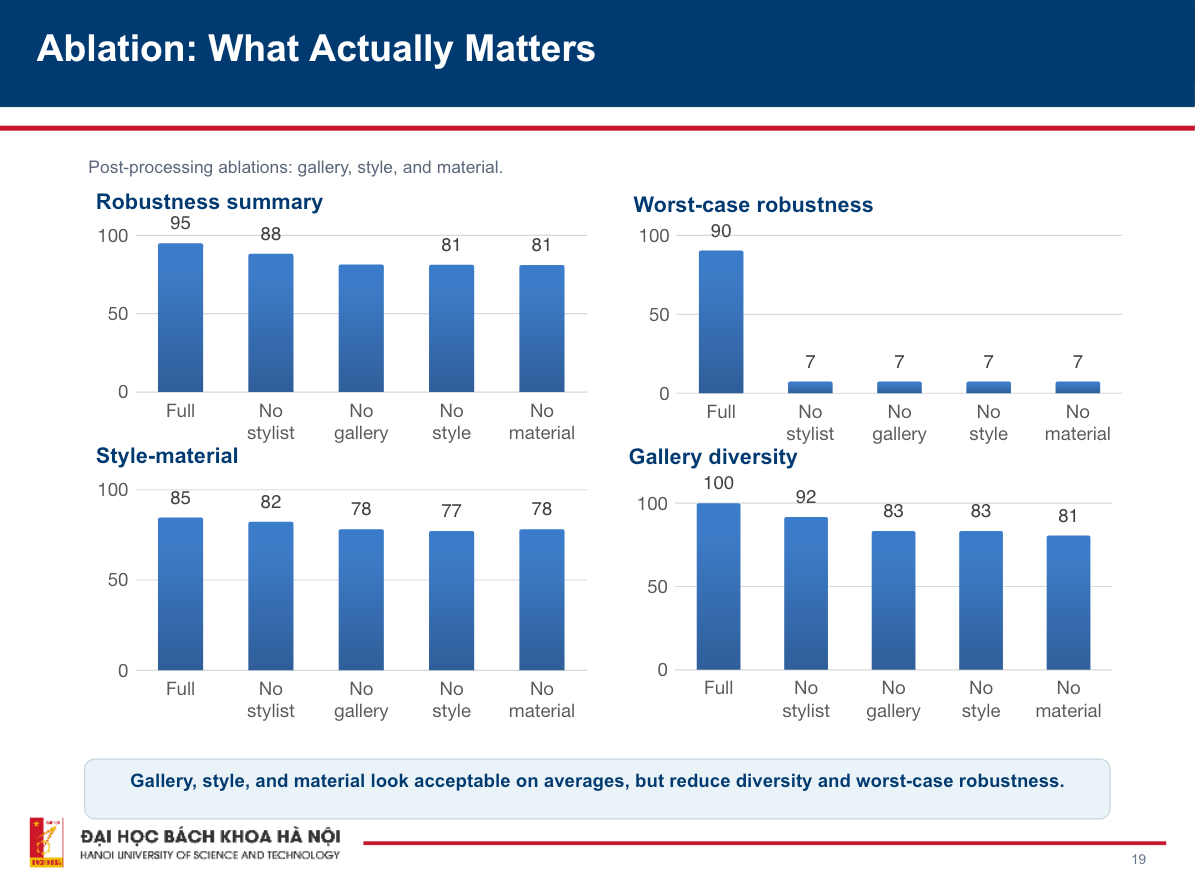 Ablation: What Actually Matters
Post-processing ablations: gallery, style, and material.
Robustness summary
95
88
81
81
100
50
0
Full
No stylist
No gallery
No style
No material
Worst-case robustness
90
7
7
7
7
100
50
0
Full
No stylist
No gallery
No style
No material
Style-material
85
82
78
77
78
100
50
0
Full
No stylist
No gallery
No style
No material
Gallery diversity
100
92
83
83
81
100
50
0
Full
No stylist
No gallery
No style
No material
Gallery, style, and material look acceptable on averages, but reduce diversity and worst-case robustness.
ĐẠI HỌC BÁCH KHOA HÀ NỘI
HANOI UNIVERSITY OF SCIENCE AND TECHNOLOGY
19